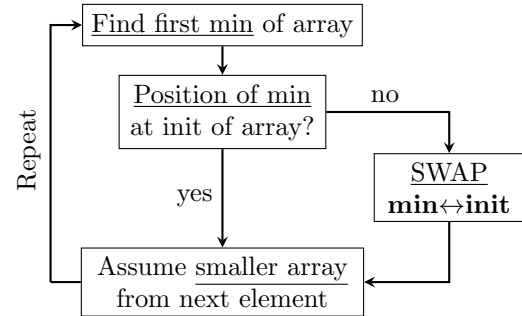 Find first min of array
Position of min
at init of array?
no
yes
SWAP
min↔init
Assume smaller array
from next element
Repeat